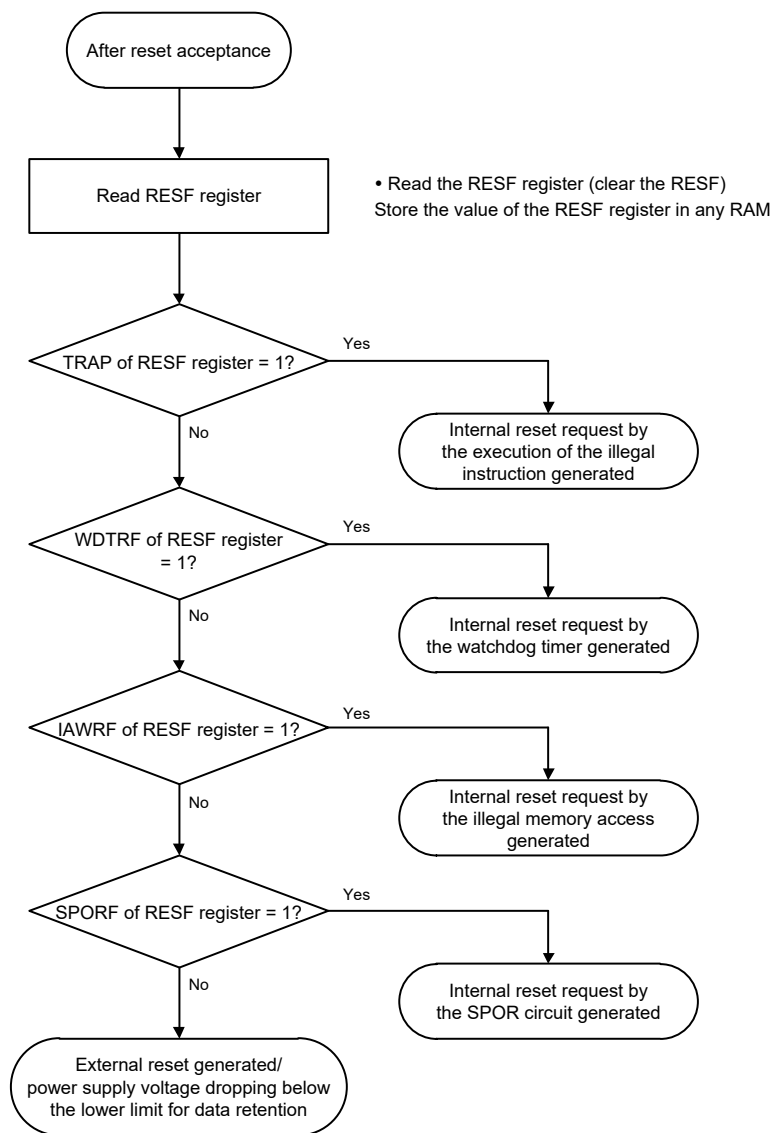 After reset acceptance
Read RESF register
• Read the RESF register (clear the RESF)
Store the value of the RESF register in any RAM
TRAP of RESF register = 1?
Yes
No
Internal reset request by
the execution of the illegal
instruction generated
WDTRF of RESF register
= 1?
Yes
No
Internal reset request by
the watchdog timer generated
IAWRF of RESF register = 1?
Yes
No
Internal reset request by
the illegal memory access
generated
SPORF of RESF register = 1?
Yes
No
Internal reset request by
the SPOR circuit generated
External reset generated/
power supply voltage dropping below
the lower limit for data retention